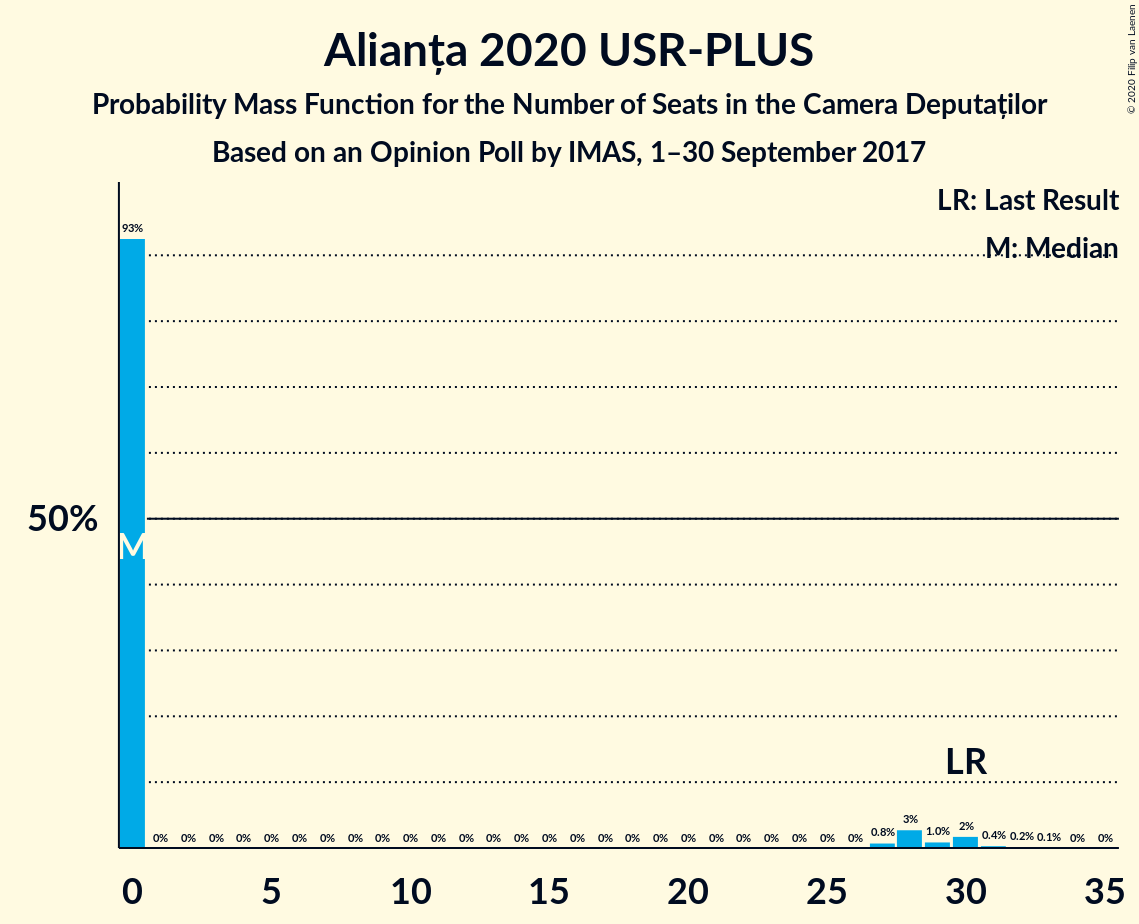 Alianța 2020 USR-PLUS
Probability Mass Function for the Number of Seats in the Camera Deputaților
Based on an Opinion Poll by IMAS, 1–30 September 2017
© 2020 Filip van Laenen
LR: Last Result
M: Median
93%
50%
M
LR
0% 0% 0% 0% 0% 0% 0% 0% 0% 0% 0% 0% 0% 0% 0% 0% 0% 0% 0% 0% 0% 0% 0% 0% 0% 0% 0.8% 3% 1.0% 2% 0.4% 0.2% 0.1% 0% 0%
0 5 10 15 20 25 30 35